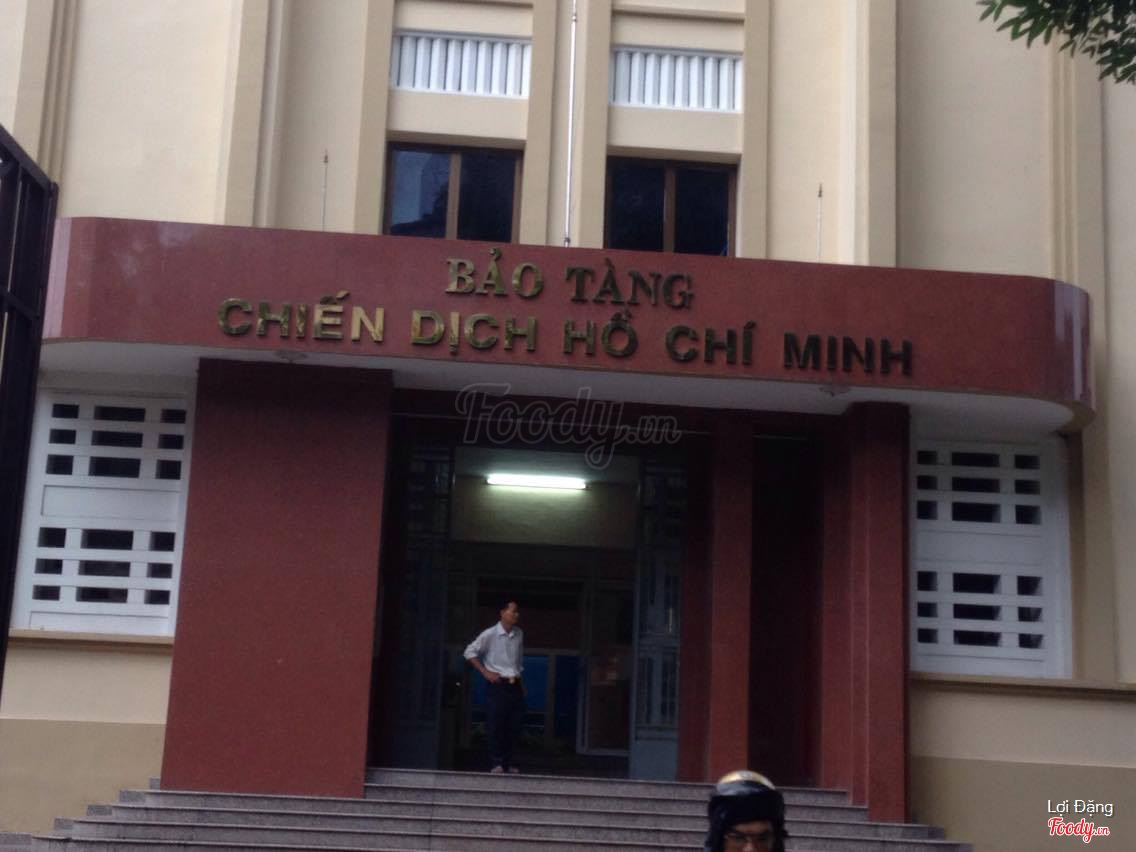 BẢO TÀNG
CHIẾN DỊCH HỒ CHÍ MINH
Foody.vn
Lợi Đặng
Foody.vn